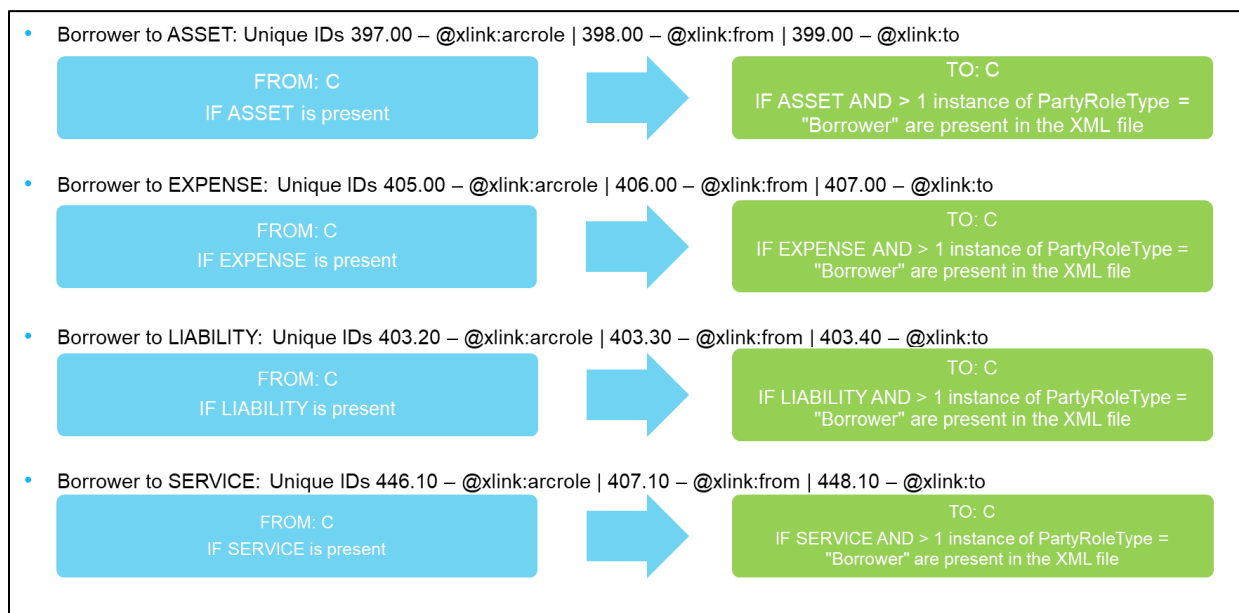 • Borrower to ASSET: Unique IDs 397.00 – @xlink:arcrole | 398.00 – @xlink:from | 399.00 – @xlink:to
FROM: C
IF ASSET is present
TO: C
IF ASSET AND > 1 instance of PartyRoleType =
"Borrower" are present in the XML file
• Borrower to EXPENSE: Unique IDs 405.00 – @xlink:arcrole | 406.00 – @xlink:from | 407.00 – @xlink:to
FROM: C
IF EXPENSE is present
TO: C
IF EXPENSE AND > 1 instance of PartyRoleType =
"Borrower" are present in the XML file
• Borrower to LIABILITY: Unique IDs 403.20 – @xlink:arcrole | 403.30 – @xlink:from | 403.40 – @xlink:to
FROM: C
IF LIABILITY is present
TO: C
IF LIABILITY AND > 1 instance of PartyRoleType =
"Borrower" are present in the XML file
• Borrower to SERVICE: Unique IDs 446.10 – @xlink:arcrole | 407.10 – @xlink:from | 448.10 – @xlink:to
FROM: C
IF SERVICE is present
TO: C
IF SERVICE AND > 1 instance of PartyRoleType =
"Borrower" are present in the XML file